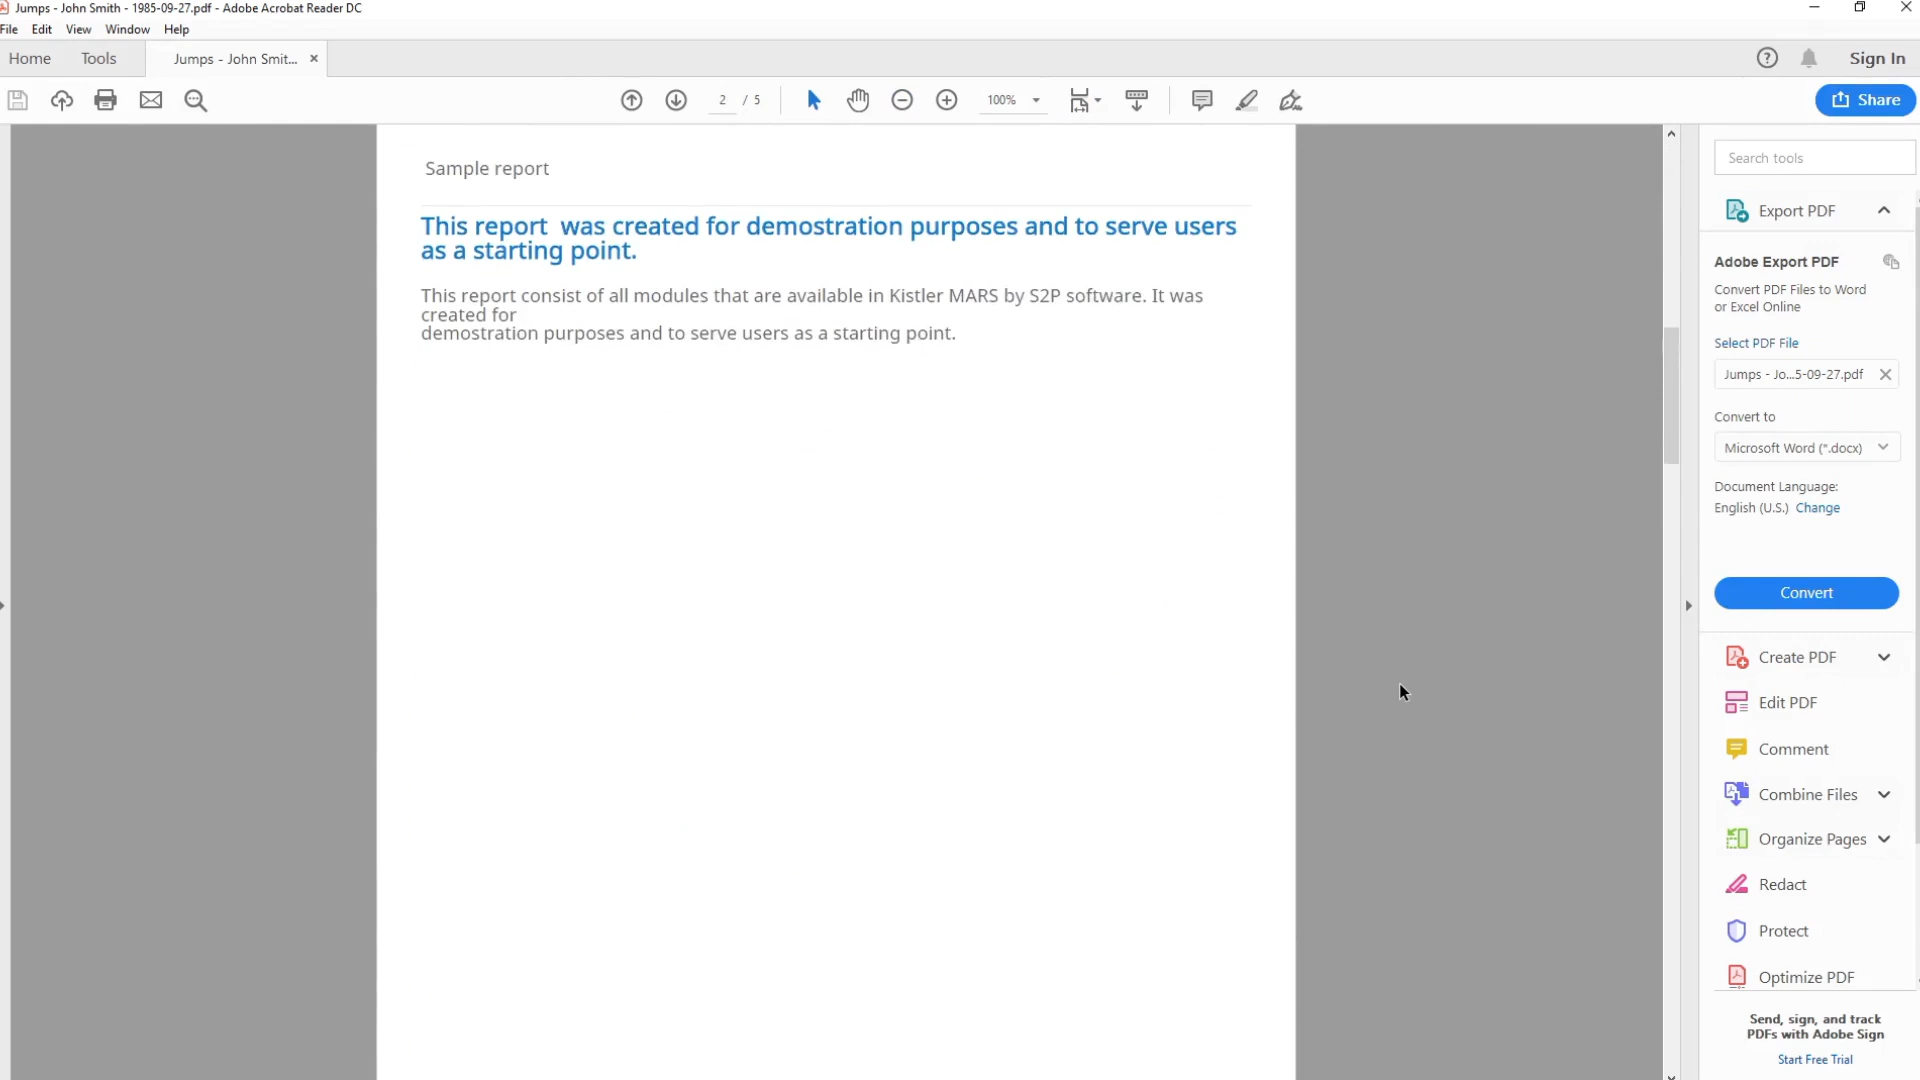 Jumps - John Smith - 1985-09-27.pdf - Adobe Acrobat Reader DC
File Edit View Window Help
Home Tools Jumps - John Smit... × Sign In
2 / 5 100% Share
Sample report
This report  was created for demostration purposes and to serve users
as a starting point.
This report consist of all modules that are available in Kistler MARS by S2P software. It was
created for
demostration purposes and to serve users as a starting point.
Search tools
Export PDF
Adobe Export PDF
Convert PDF Files to Word
or Excel Online
Select PDF File
Jumps - Jo...5-09-27.pdf
Convert to
Microsoft Word (*.docx)
Document Language:
English (U.S.) Change
Convert
Create PDF
Edit PDF
Comment
Combine Files
Organize Pages
Redact
Protect
Optimize PDF
Send, sign, and track
PDFs with Adobe Sign
Start Free Trial